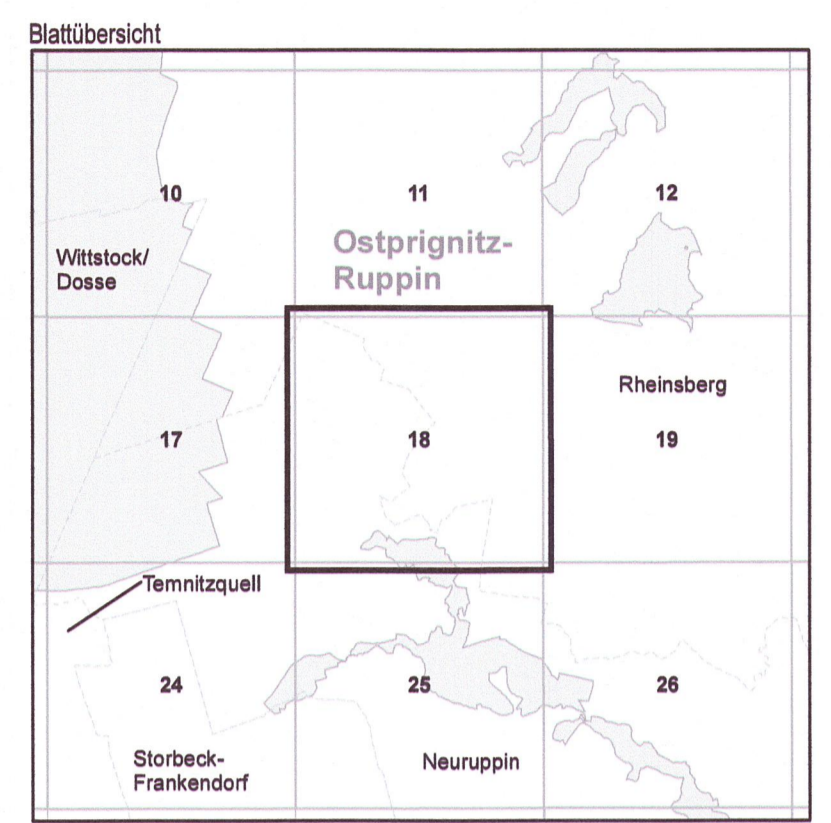 Blattübersicht
10
11
12
Wittstock/
Dosse
Ostprignitz-
Ruppin
Rheinsberg
17
18
19
Temnitzquell
24
25
26
Storbeck-
Frankendorf
Neuruppin